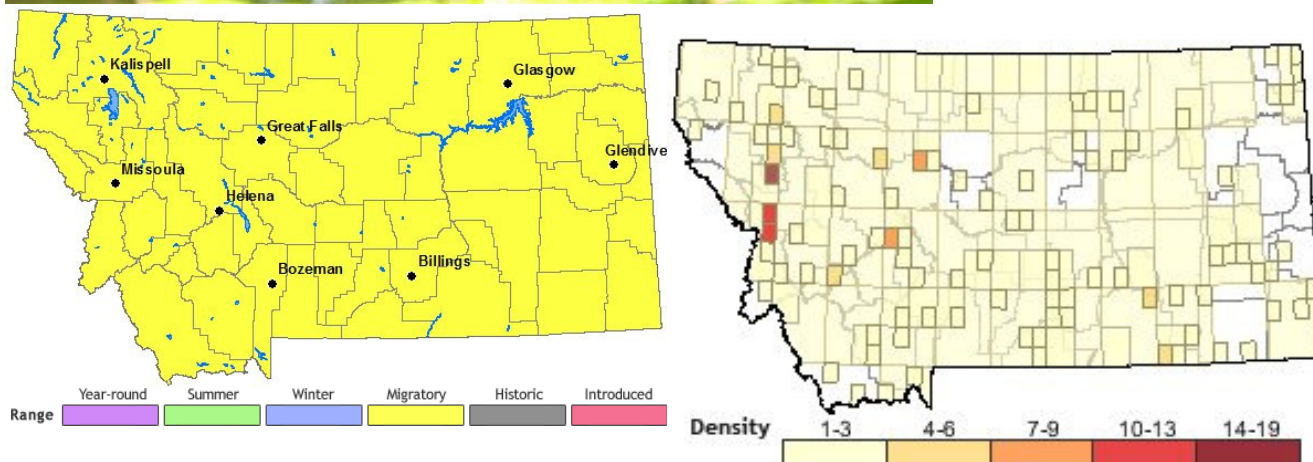 Kalispell
Glasgow
Great Falls
Glendive
Missoula
Helena
Bozeman
Billings
Range Year-round Summer Winter Migratory Historic Introduced
Density 1-3 4-6 7-9 10-13 14-19